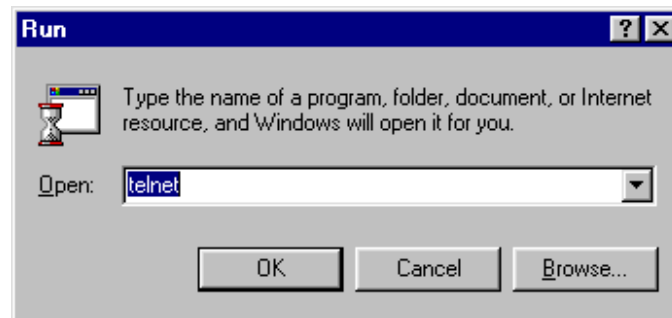 Run
Type the name of a program, folder, document, or Internet
resource, and Windows will open it for you.
Open: telnet
OK Cancel Browse...